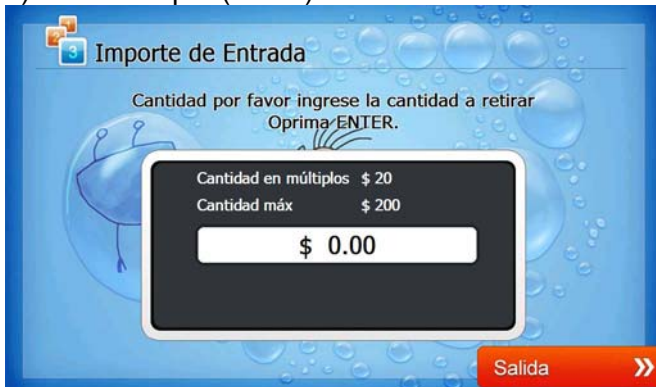 Importe de Entrada
Cantidad por favor ingrese la cantidad a retirar
Oprima ENTER.
Cantidad en múltiplos $ 20
Cantidad máx $ 200
$ 0.00
Salida »